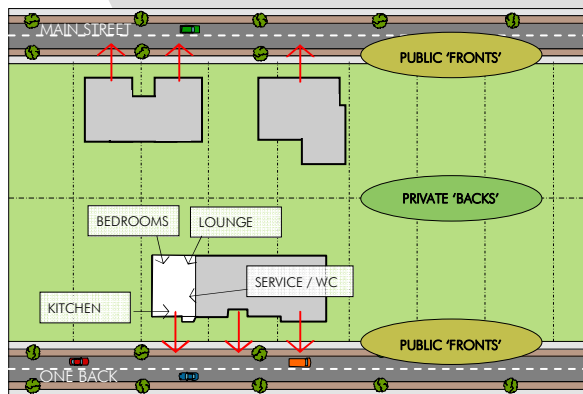 MAIN STREET
PUBLIC 'FRONTS'
PRIVATE 'BACKS'
BEDROOMS
LOUNGE
SERVICE / WC
KITCHEN
PUBLIC 'FRONTS'
ONE BACK